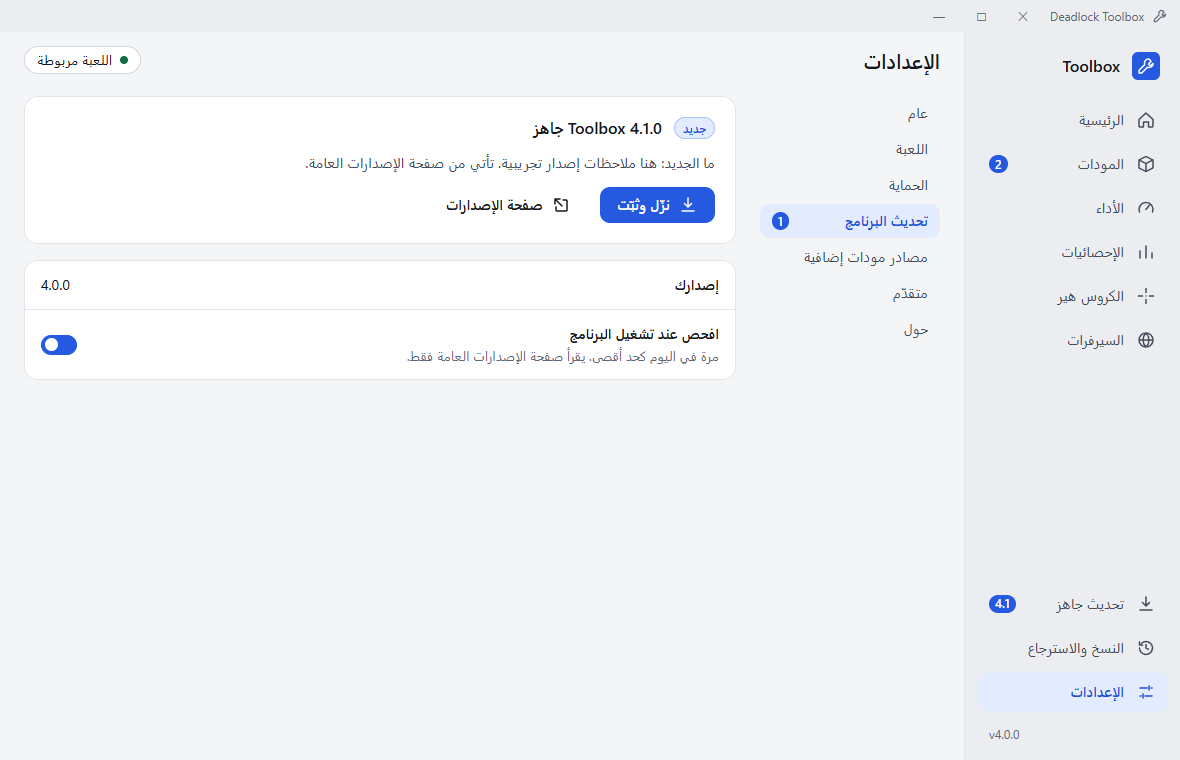 Deadlock Toolbox
Toolbox
الرئيسية
المودات 2
الأداء
الإحصائيات
الكروس هير
السيرفرات
تحديث جاهز 4.1
النسخ والاسترجاع
الإعدادات
v4.0.0
الإعدادات
اللعبة مربوطة
عام
اللعبة
الحماية
تحديث البرنامج 1
مصادر مودات إضافية
متقدّم
حول
جديد Toolbox 4.1.0 جاهز
ما الجديد: هنا ملاحظات إصدار تجريبية. تأتي من صفحة الإصدارات العامة.
نزّل وثبّت
صفحة الإصدارات
إصدارك 4.0.0
افحص عند تشغيل البرنامج
مرة في اليوم كحد أقصى. يقرأ صفحة الإصدارات العامة فقط.